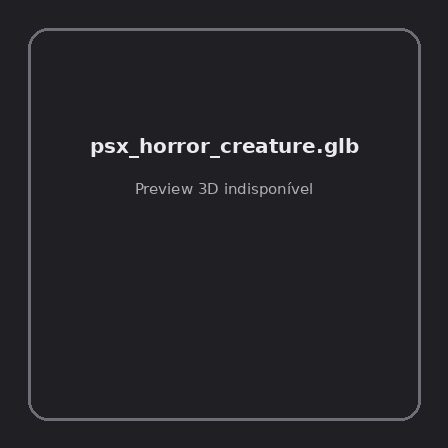 psx_horror_creature.glb
Preview 3D indisponível